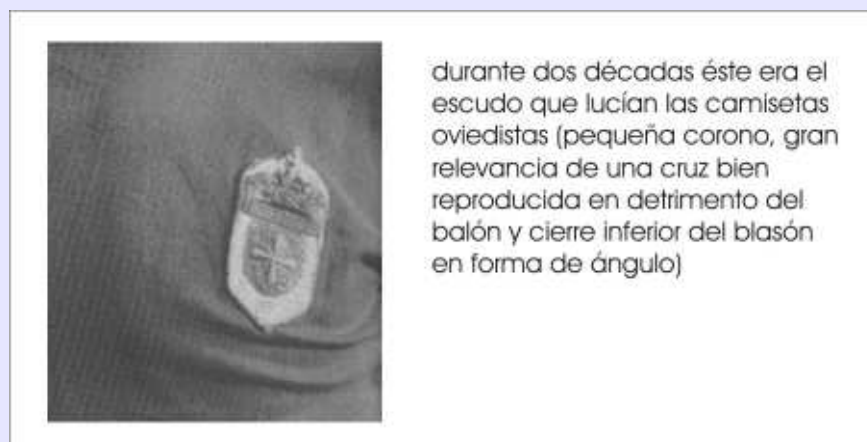 durante dos décadas éste era el
escudo que lucían las camisetas
oviedistas (pequeña corono, gran
relevancia de una cruz bien
reproducida en detrimento del
balón y cierre inferior del blasón
en forma de ángulo)